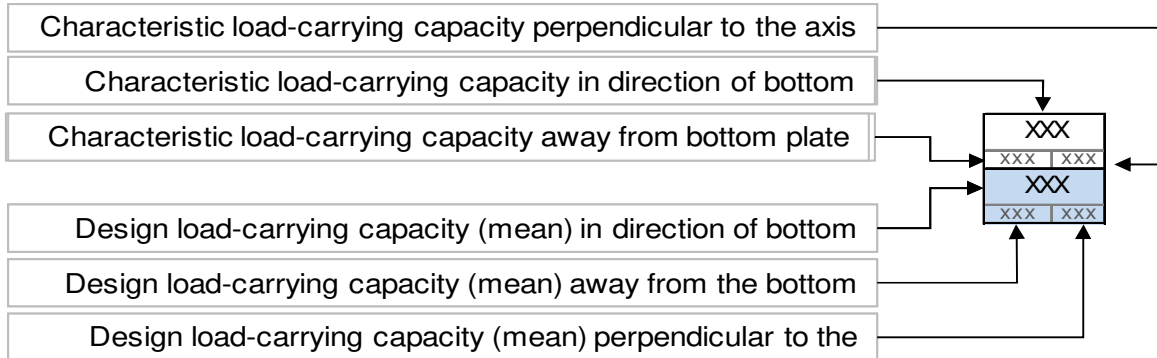 Characteristic load-carrying capacity perpendicular to the axis
Characteristic load-carrying capacity in direction of bottom
Characteristic load-carrying capacity away from bottom plate
XXX
xxx xxx
XXX
xxx xxx
Design load-carrying capacity (mean) in direction of bottom
Design load-carrying capacity (mean) away from the bottom
Design load-carrying capacity (mean) perpendicular to the